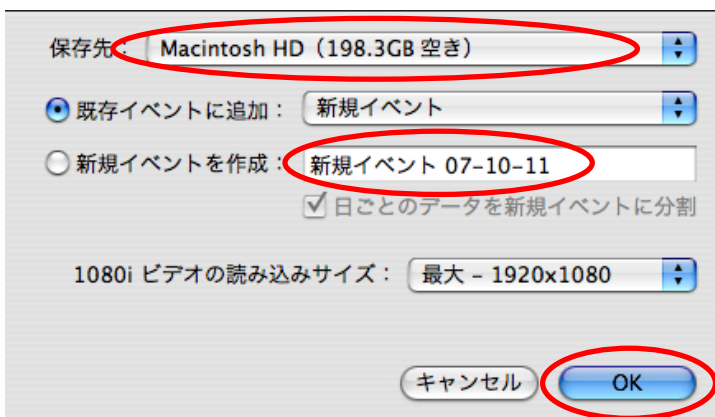 保存先： Macintosh HD（198.3GB 空き）
既存イベントに追加： 新規イベント
新規イベントを作成： 新規イベント 07-10-11
日ごとのデータを新規イベントに分割
1080i ビデオの読み込みサイズ： 最大 – 1920x1080
キャンセル OK